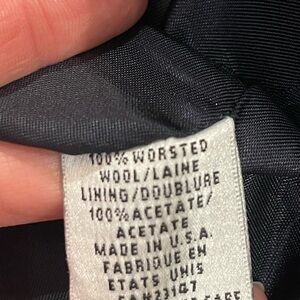 100% WORSTED
WOOL/LAINE
LINING/DOUBLURE
100% ACETATE/
ACETATE
MADE IN U.S.A.
FABRIQUE EN
ETATS UNIS